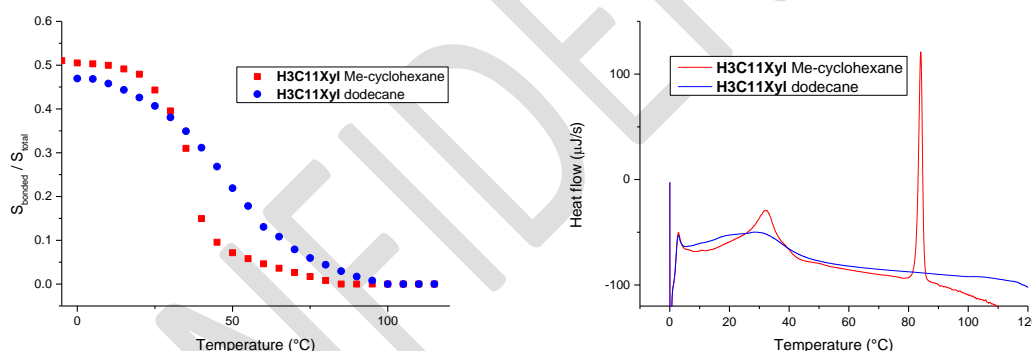 0.6
0.5
0.4
0.3
0.2
0.1
0.0
S_bonded / S_total
H3C11Xyl Me-cyclohexane
H3C11Xyl dodecane
0
50
100
Temperature (°C)
100
0
-100
Heat flow (µJ/s)
H3C11Xyl Me-cyclohexane
H3C11Xyl dodecane
0
20
40
60
80
100
120
Temperature (°C)